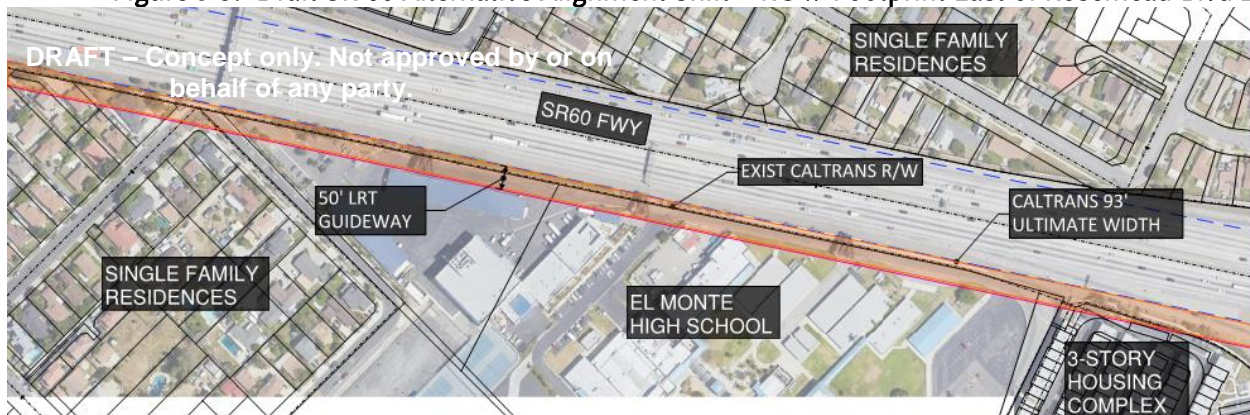 DRAFT – Concept only. Not approved by or on
behalf of any party.
SINGLE FAMILY
RESIDENCES
SR60 FWY
EXIST CALTRANS R/W
50' LRT
GUIDEWAY
CALTRANS 93'
ULTIMATE WIDTH
SINGLE FAMILY
RESIDENCES
EL MONTE
HIGH SCHOOL
3-STORY
HOUSING
COMPLEX